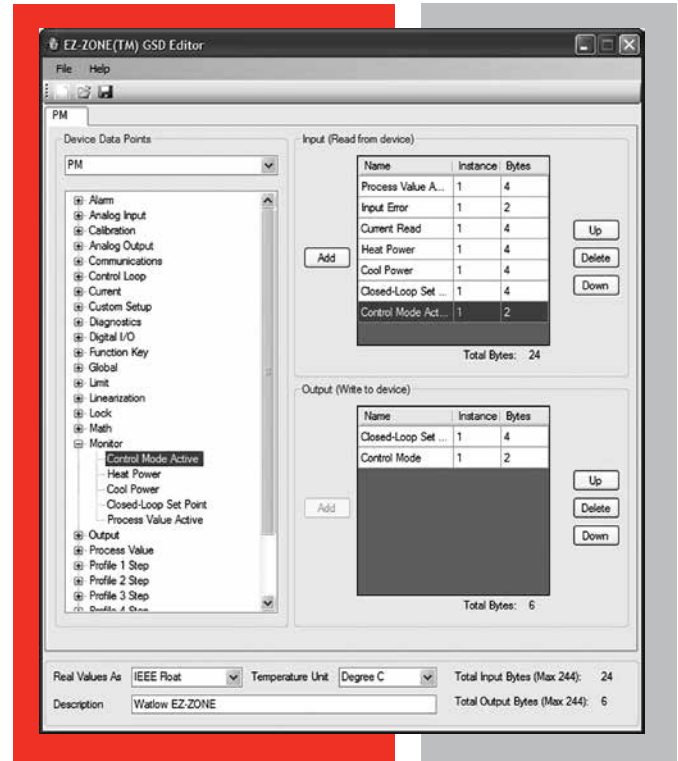 EZ-ZONE(TM) GSD Editor
File Help
PM
Device Data Points
PM
Alarm
Analog Input
Calibration
Analog Output
Communications
Control Loop
Current
Custom Setup
Diagnostics
Digital I/O
Function Key
Global
Limit
Linearization
Lock
Math
Monitor
Control Mode Active
Heat Power
Cool Power
Closed-Loop Set Point
Process Value Active
Output
Process Value
Profile 1 Step
Profile 2 Step
Profile 3 Step
Profile 4 Step
Input (Read from device)
Name Instance Bytes
Process Value A... 1 4
Input Error 1 2
Current Read 1 4
Heat Power 1 4
Cool Power 1 4
Closed-Loop Set ... 1 4
Control Mode Act... 1 2
Add
Up
Delete
Down
Total Bytes: 24
Output (Write to device)
Name Instance Bytes
Closed-Loop Set ... 1 4
Control Mode 1 2
Add
Up
Delete
Down
Total Bytes: 6
Real Values As IEEE Float Temperature Unit Degree C Total Input Bytes (Max 244): 24
Description Watlow EZ-ZONE Total Output Bytes (Max 244): 6